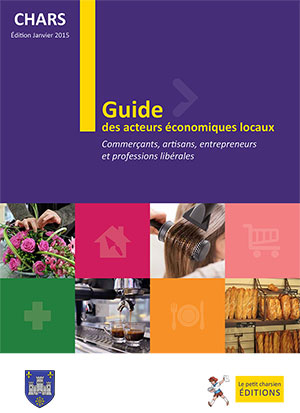 CHARS
Édition Janvier 2015
Guide
des acteurs économiques locaux
Commerçants, artisans, entrepreneurs
et professions libérales
Le petit charsien
ÉDITIONS